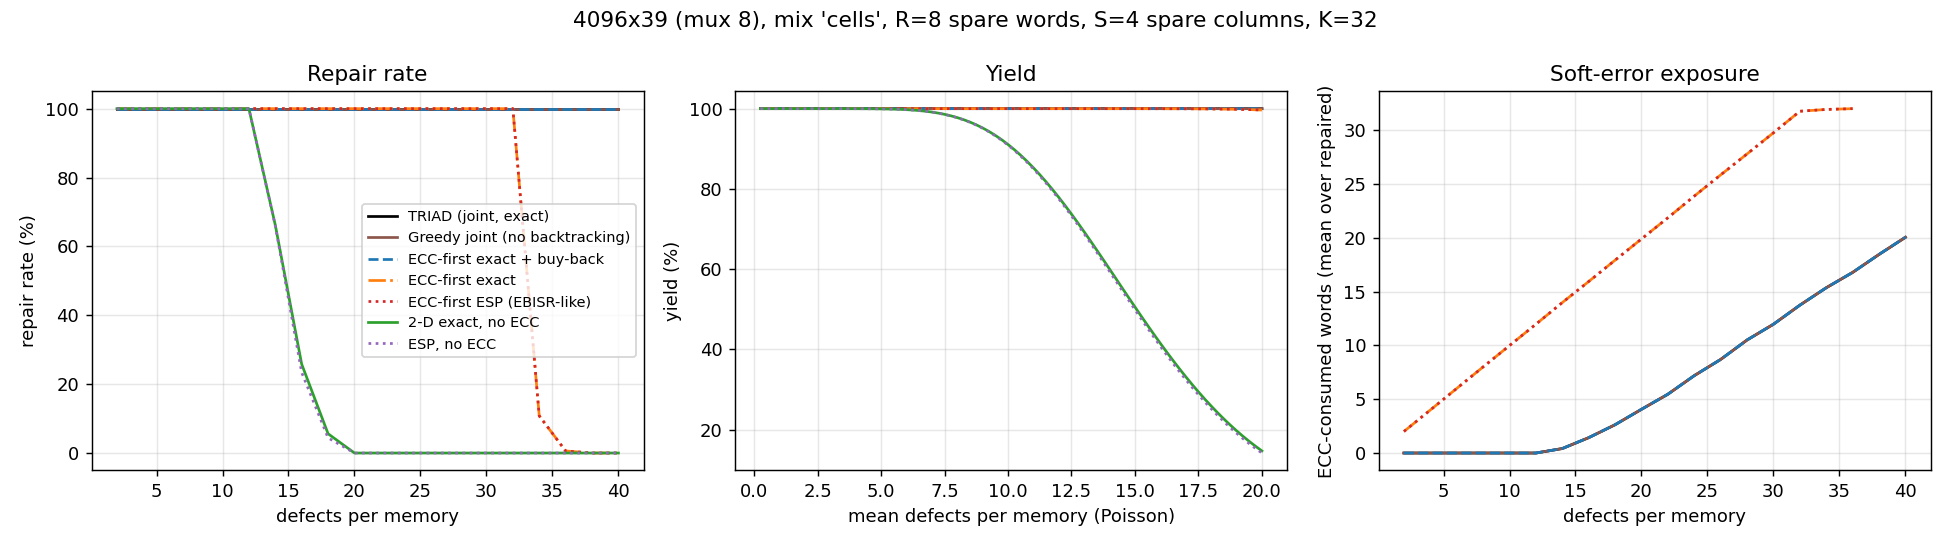 4096x39 (mux 8), mix 'cells', R=8 spare words, S=4 spare columns, K=32
Repair rate
repair rate (%)
100
80
60
40
20
0
5 10 15 20 25 30 35 40
defects per memory
TRIAD (joint, exact)
Greedy joint (no backtracking)
ECC-first exact + buy-back
ECC-first exact
ECC-first ESP (EBISR-like)
2-D exact, no ECC
ESP, no ECC
Yield
yield (%)
100
80
60
40
20
0.0 2.5 5.0 7.5 10.0 12.5 15.0 17.5 20.0
mean defects per memory (Poisson)
Soft-error exposure
ECC-consumed words (mean over repaired)
30
25
20
15
10
5
0
5 10 15 20 25 30 35 40
defects per memory